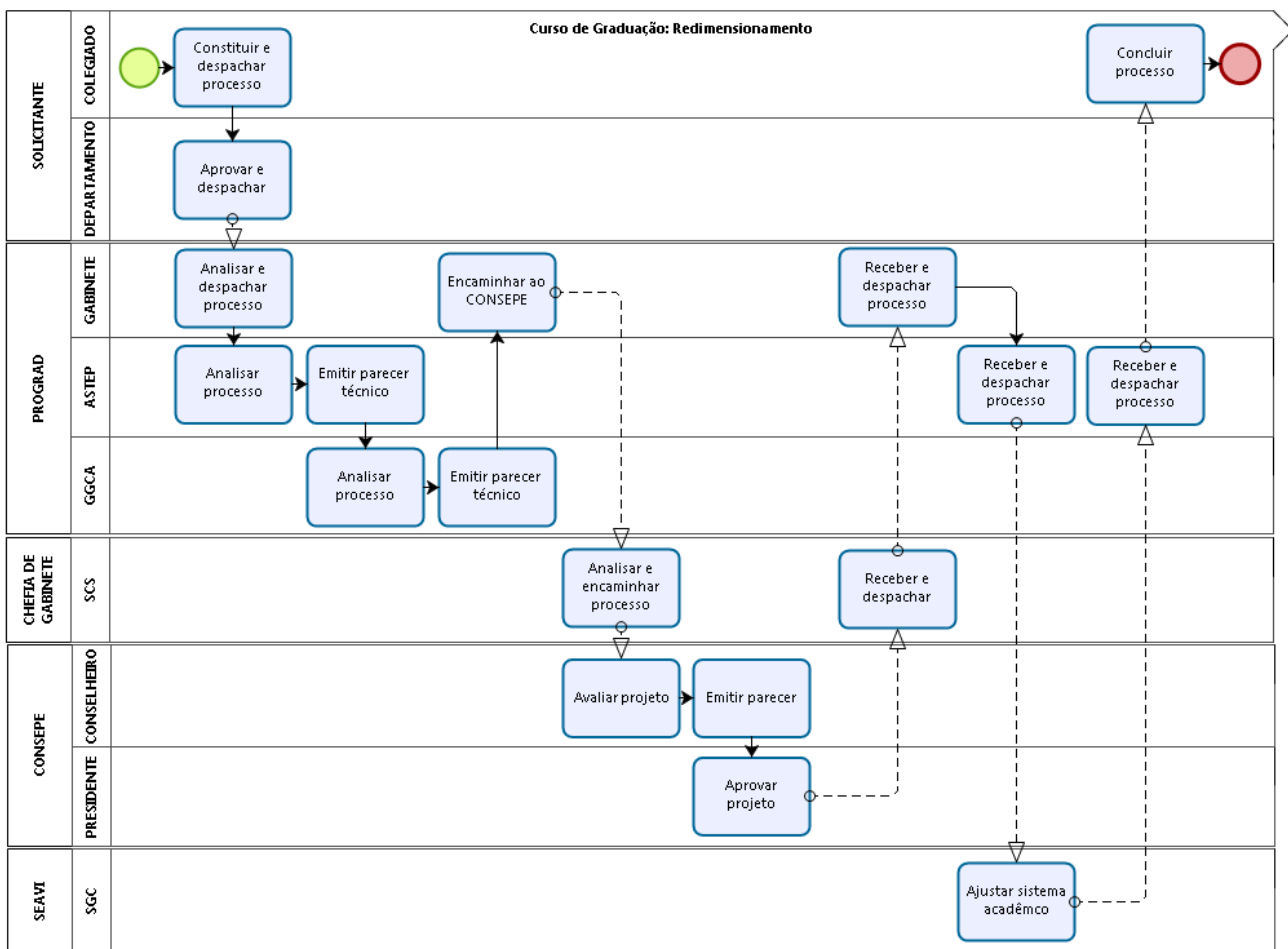 Curso de Graduação: Redimensionamento
SOLICITANTE
COLEGIADO
Constituir e
despachar
processo
Concluir
processo
DEPARTAMENTO
Aprovar e
despachar
PROGRAD
GABINETE
Analisar e
despachar
processo
Encaminhar ao
CONSEPE
Receber e
despachar
processo
ASTEP
Analisar
processo
Emitir parecer
técnico
Receber e
despachar
processo
Receber e
despachar
processo
GGCA
Analisar
processo
Emitir parecer
técnico
CHEFIA DE
GABINETE
SCS
Analisar e
encaminhar
processo
Receber e
despachar
CONSEPE
CONSELHEIRO
Avaliar projeto
Emitir parecer
PRESIDENTE
Aprovar
projeto
SEAVI
SGC
Ajustar sistema
acadêmco